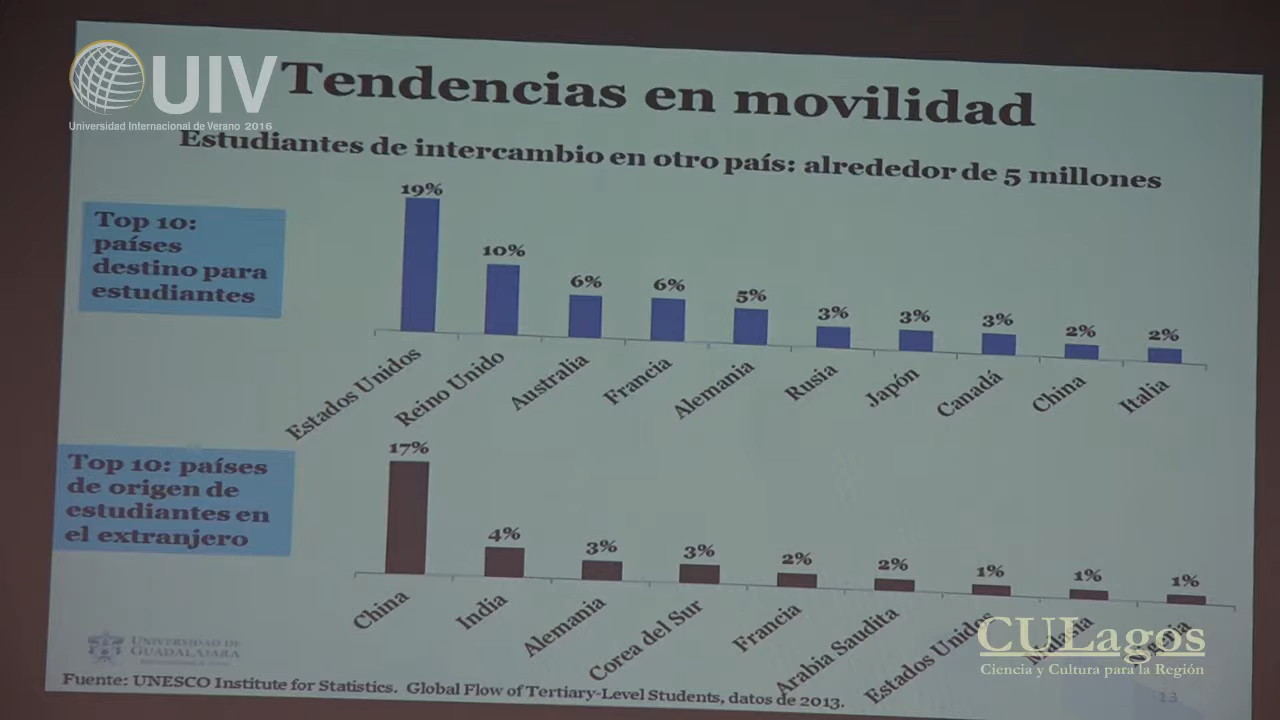 UIV
Universidad Internacional de Verano 2016
Tendencias en movilidad
Estudiantes de intercambio en otro país: alrededor de 5 millones
Top 10:
países
destino para
estudiantes
19%
10%
6%
6%
5%
3%
3%
3%
2%
2%
Estados Unidos
Reino Unido
Australia
Francia
Alemania
Rusia
Japón
Canadá
China
Italia
Top 10: países
de origen de
estudiantes en
el extranjero
17%
4%
3%
3%
2%
2%
1%
1%
1%
China
India
Alemania
Corea del Sur
Francia
Arabia Saudita
Estados Unidos
Malasia
CULagos
Ciencia y Cultura para la Región
UNIVERSIDAD DE
GUADALAJARA
Fuente: UNESCO Institute for Statistics. Global Flow of Tertiary-Level Students, datos de 2013.
13